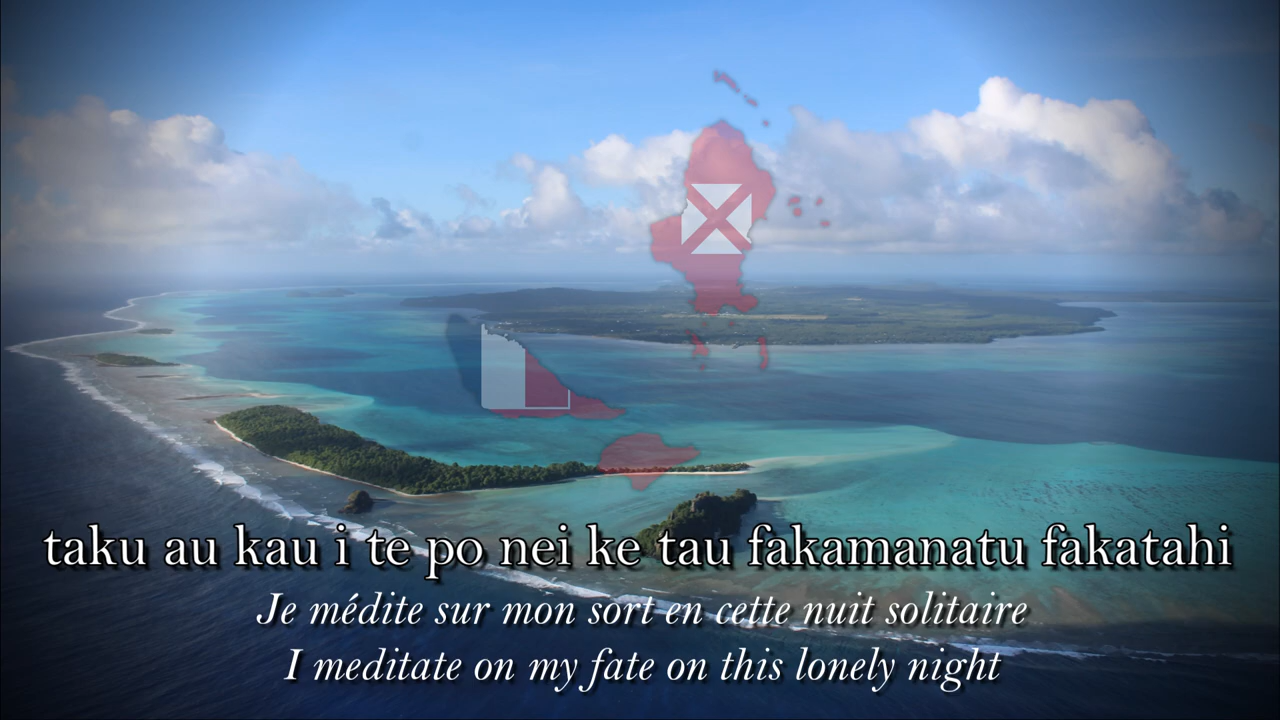 taku au kau i te po nei ke tau fakamanatu fakatahi
Je médite sur mon sort en cette nuit solitaire
I meditate on my fate on this lonely night